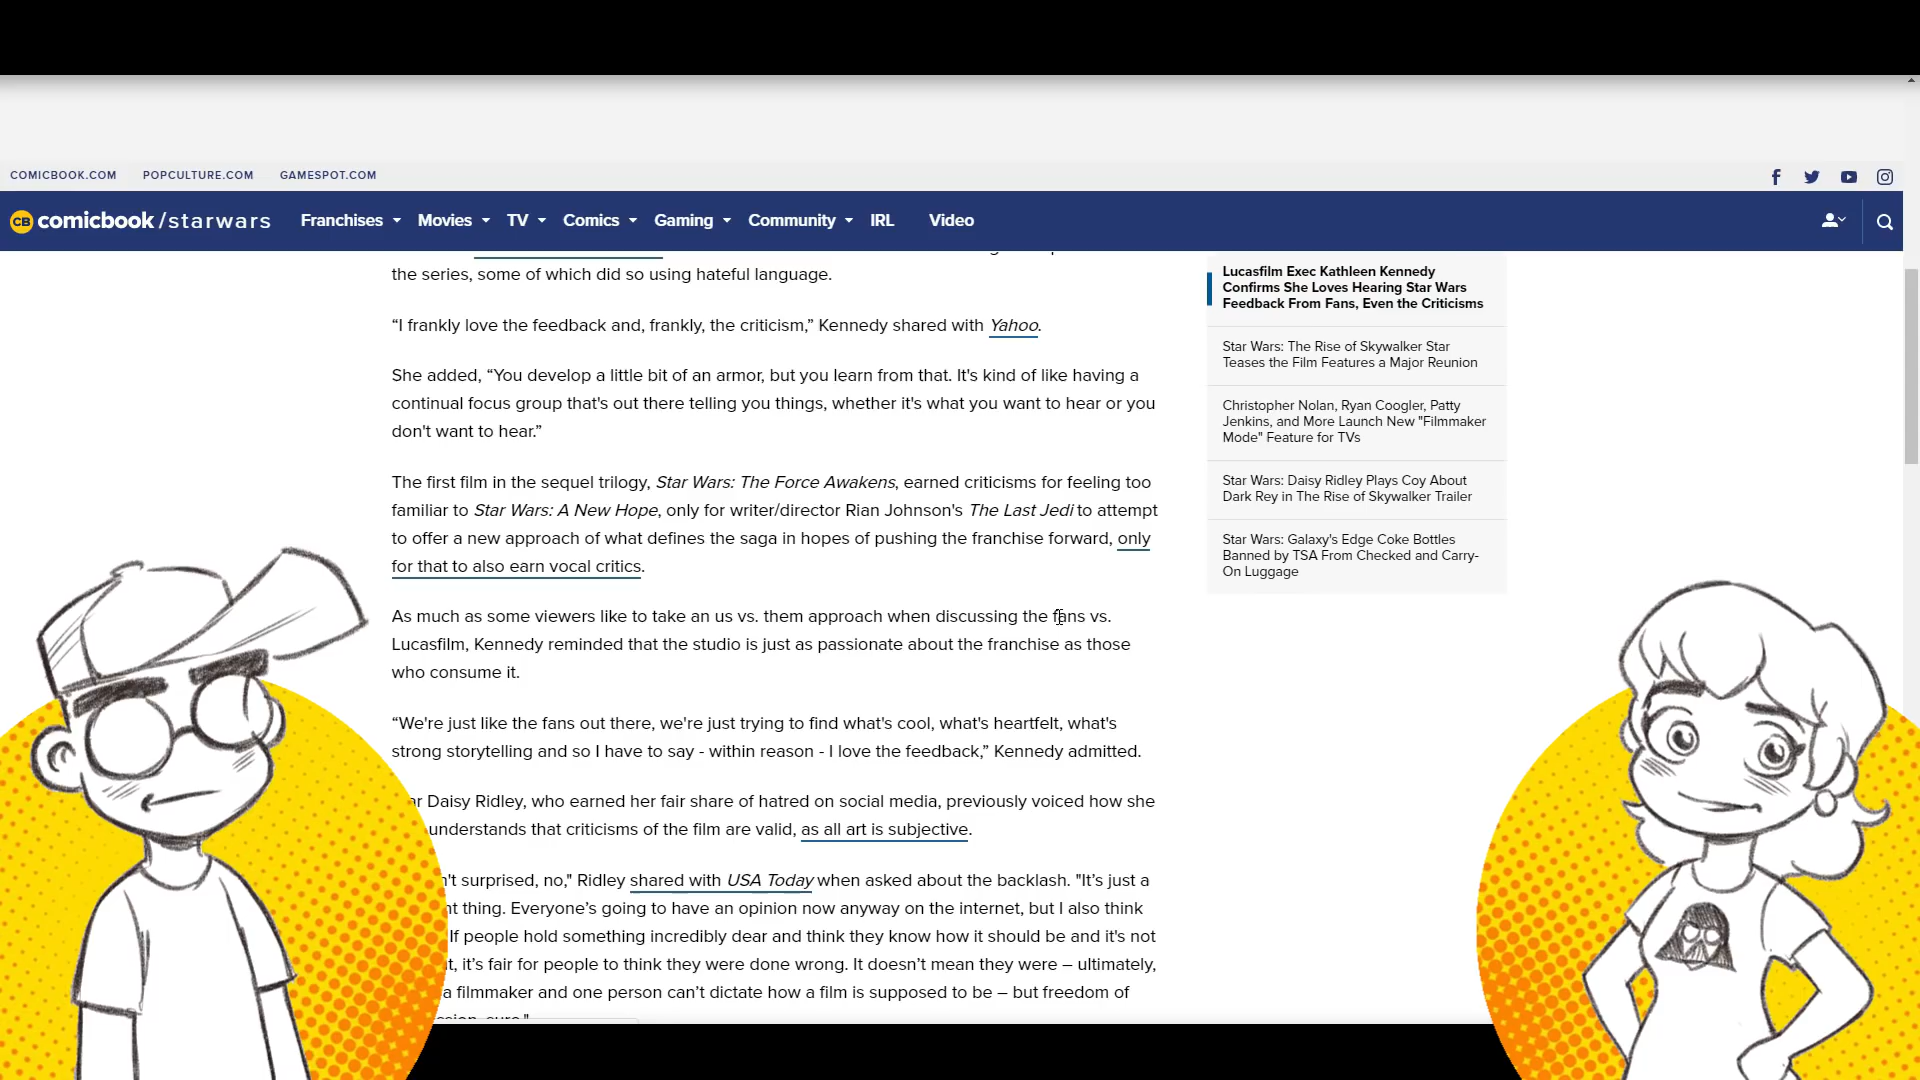 COMICBOOK.COM POPCULTURE.COM GAMESPOT.COM
CB comicbook/starwars Franchises Movies TV Comics Gaming Community IRL Video
the series, some of which did so using hateful language.
“I frankly love the feedback and, frankly, the criticism,” Kennedy shared with Yahoo.
She added, “You develop a little bit of an armor, but you learn from that. It's kind of like having a
continual focus group that's out there telling you things, whether it's what you want to hear or you
don't want to hear.”
The first film in the sequel trilogy, Star Wars: The Force Awakens, earned criticisms for feeling too
familiar to Star Wars: A New Hope, only for writer/director Rian Johnson's The Last Jedi to attempt
to offer a new approach of what defines the saga in hopes of pushing the franchise forward, only
for that to also earn vocal critics.
As much as some viewers like to take an us vs. them approach when discussing the fans vs.
Lucasfilm, Kennedy reminded that the studio is just as passionate about the franchise as those
who consume it.
“We're just like the fans out there, we're just trying to find what's cool, what's heartfelt, what's
strong storytelling and so I have to say - within reason - I love the feedback,” Kennedy admitted.
Daisy Ridley, who earned her fair share of hatred on social media, previously voiced how she
understands that criticisms of the film are valid, as all art is subjective.
surprised, no," Ridley shared with USA Today when asked about the backlash. "It’s just a
thing. Everyone’s going to have an opinion now anyway on the internet, but I also think
If people hold something incredibly dear and think they know how it should be and it's not
it’s fair for people to think they were done wrong. It doesn’t mean they were – ultimately,
a filmmaker and one person can’t dictate how a film is supposed to be – but freedom of
Lucasfilm Exec Kathleen Kennedy
Confirms She Loves Hearing Star Wars
Feedback From Fans, Even the Criticisms
Star Wars: The Rise of Skywalker Star
Teases the Film Features a Major Reunion
Christopher Nolan, Ryan Coogler, Patty
Jenkins, and More Launch New "Filmmaker
Mode" Feature for TVs
Star Wars: Daisy Ridley Plays Coy About
Dark Rey in The Rise of Skywalker Trailer
Star Wars: Galaxy's Edge Coke Bottles
Banned by TSA From Checked and Carry-
On Luggage